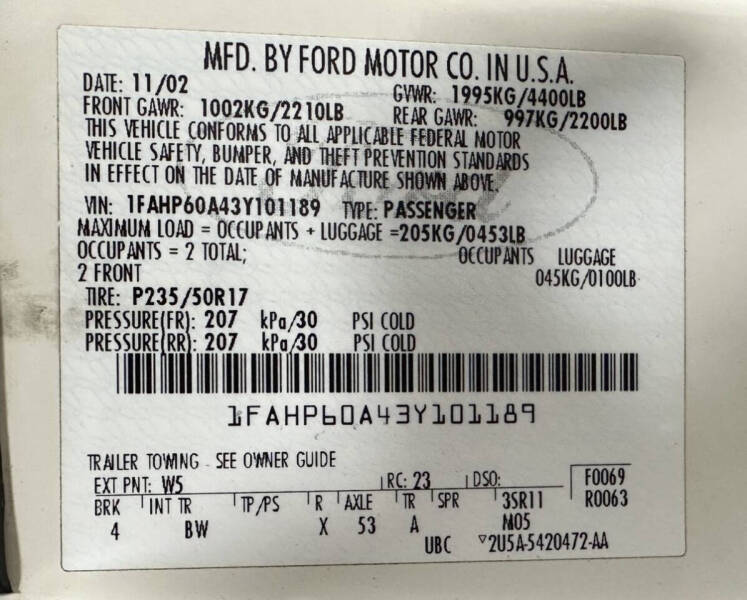 MFD. BY FORD MOTOR CO. IN U.S.A.
DATE: 11/02 GVWR: 1995KG/4400LB
FRONT GAWR: 1002KG/2210LB REAR GAWR: 997KG/2200LB
THIS VEHICLE CONFORMS TO ALL APPLICABLE FEDERAL MOTOR
VEHICLE SAFETY, BUMPER, AND THEFT PREVENTION STANDARDS
IN EFFECT ON THE DATE OF MANUFACTURE SHOWN ABOVE.
VIN: 1FAHP60A43Y101189 TYPE: PASSENGER
MAXIMUM LOAD = OCCUPANTS + LUGGAGE =205KG/0453LB
OCCUPANTS = 2 TOTAL; OCCUPANTS LUGGAGE
2 FRONT 045KG/0100LB
TIRE: P235/50R17
PRESSURE(FR): 207 kPa/30 PSI COLD
PRESSURE(RR): 207 kPa/30 PSI COLD
1FAHP60A43Y101189
TRAILER TOWING - SEE OWNER GUIDE
EXT PNT: W5 RC: 23 DSO: F0069
BRK INT TR TP/PS R AXLE TR SPR 3SR11 R0063
4 BW X 53 A M05
UBC ▽2U5A-5420472-AA